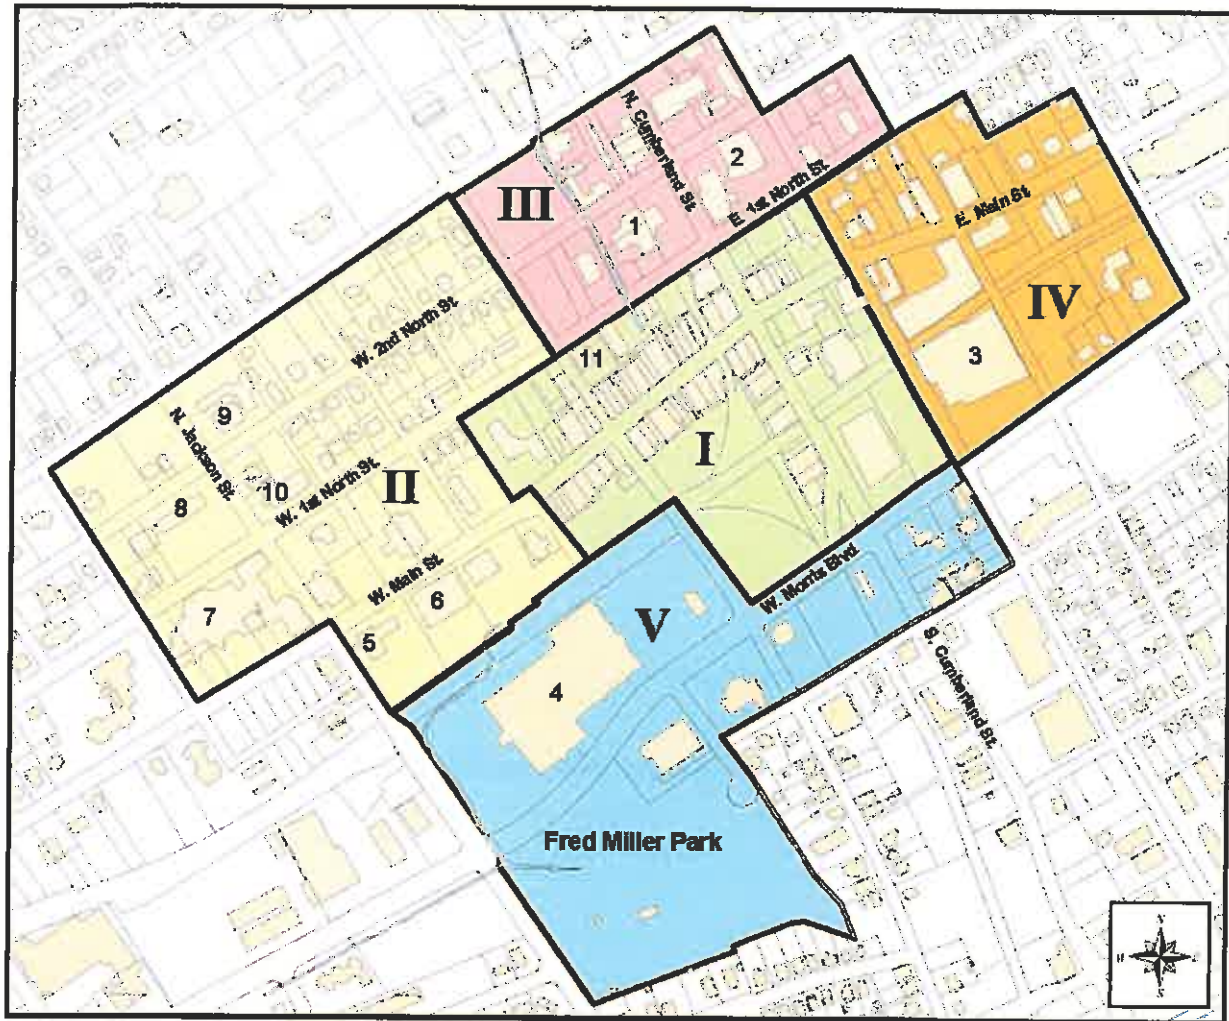 N. Cumberland St.
2
III
1
E. 1st North St.
E. Main St.
IV
3
W. 2nd North St.
11
9
N. Jackson St.
10
8
W. 1st North St.
II
I
W. Main St.
6
7
5
V
W. Morris Blvd.
4
S. Cumberland St.
Fred Miller Park
N
S